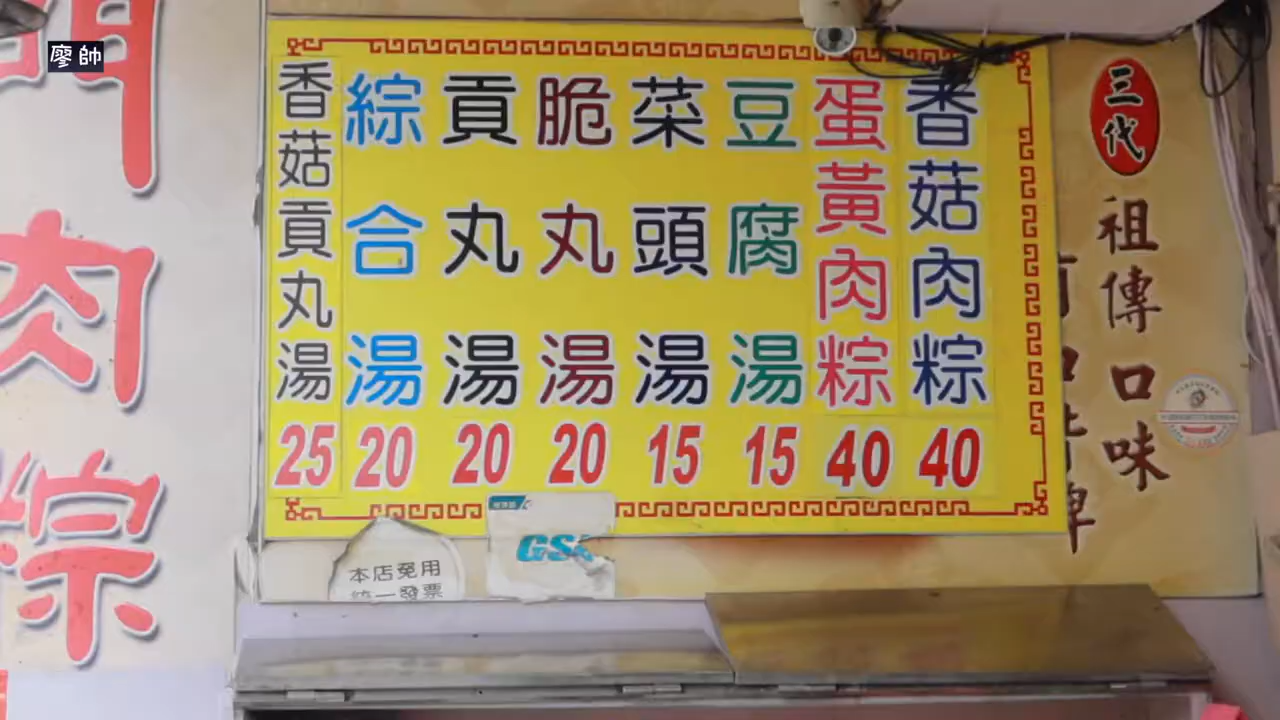 廖帥
三代
祖傳口味
香菇肉粽 40
蛋黃肉粽 40
豆腐湯 15
菜頭湯 15
脆丸湯 20
貢丸湯 20
綜合湯 20
香菇貢丸湯 25
肉粽
本店免用
統一發票